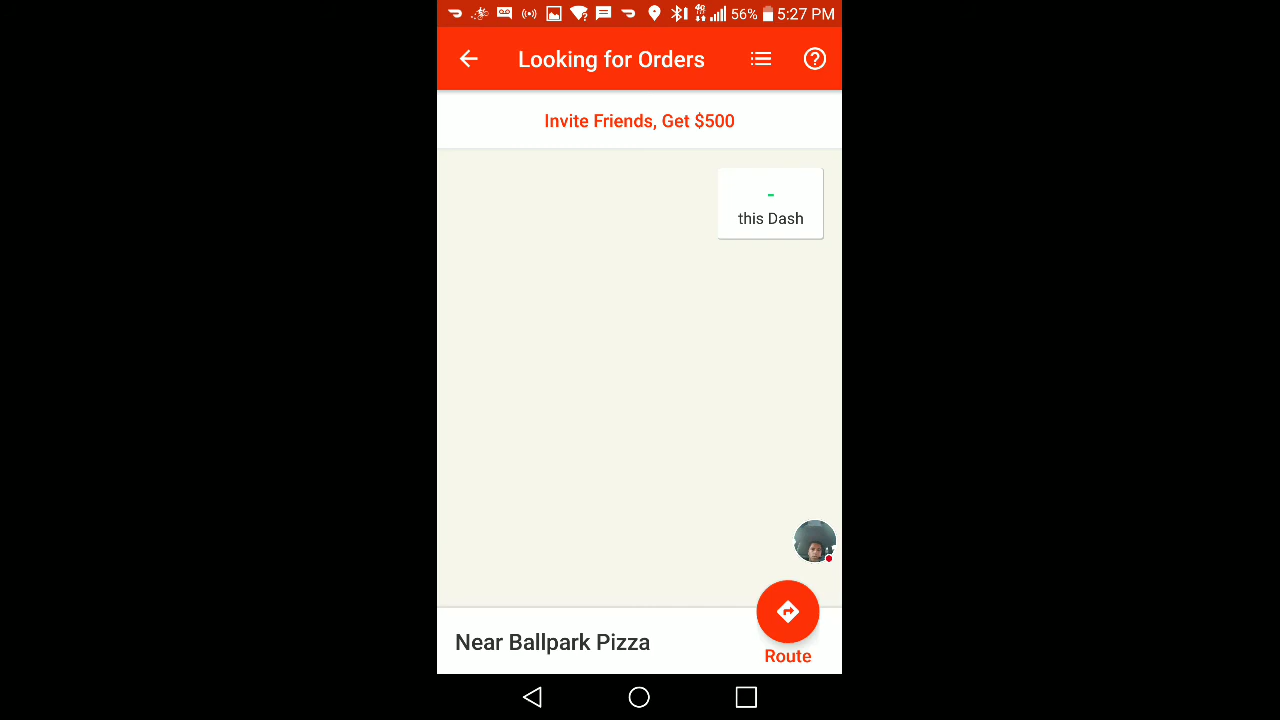 56% 5:27 PM
Looking for Orders
Invite Friends, Get $500
-
this Dash
Near Ballpark Pizza
Route